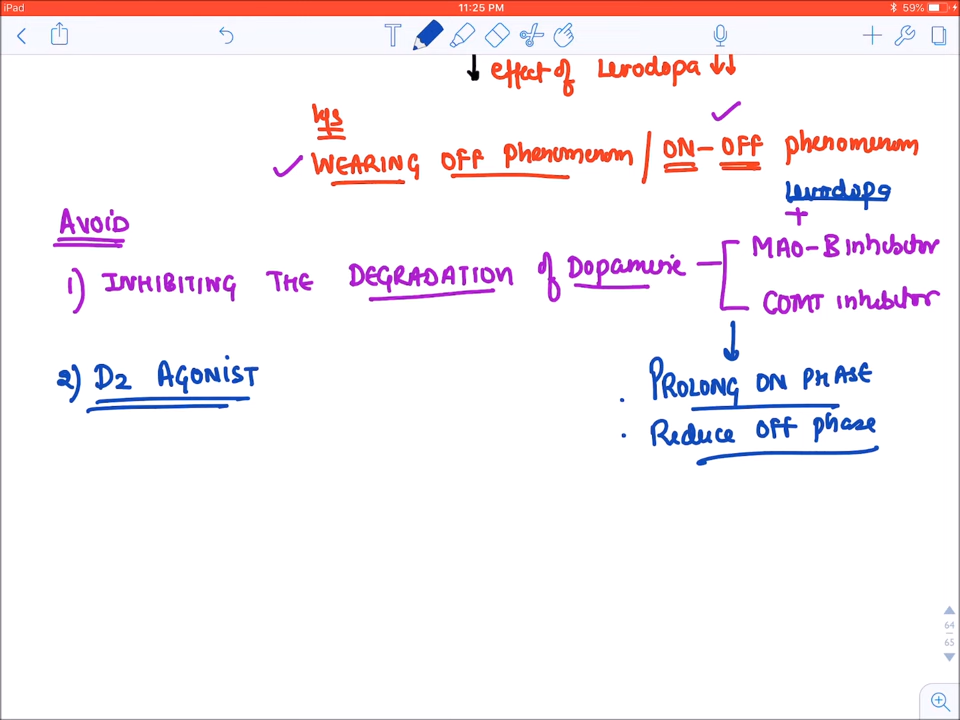 iPad 11:25 PM 59%
↓ effect of Levodopa ↓↓
WEARING OFF Phenomenon / ON-OFF phenomenon
Levodopa
+
AVOID
MAO-B inhibitor
1) INHIBITING THE DEGRADATION of Dopamine
COMT inhibitor
2) D2 AGONIST
PROLONG ON PHASE
Reduce OFF phase
64
65